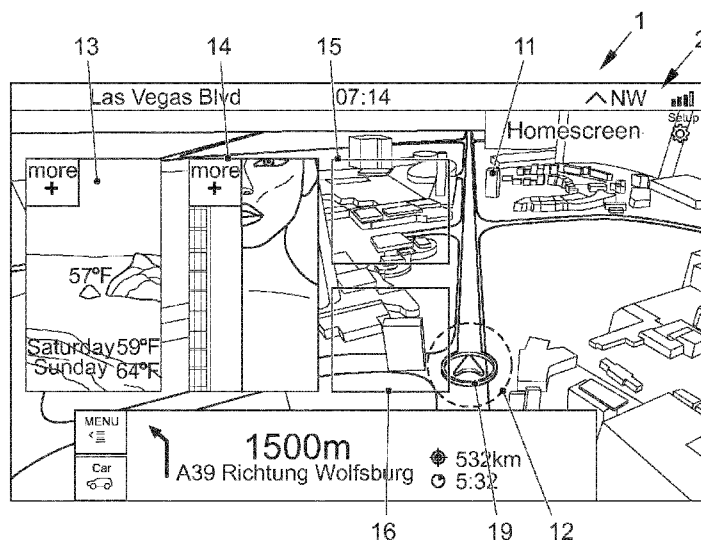 13 14 15 11 1 2
Las Vegas Blvd 07:14 NW
Setup
Homescreen
more
+
more
+
57°F
Saturday 59°F
Sunday 64°F
MENU
Car
1500m
A39 Richtung Wolfsburg
532km
5:32
16 19 12